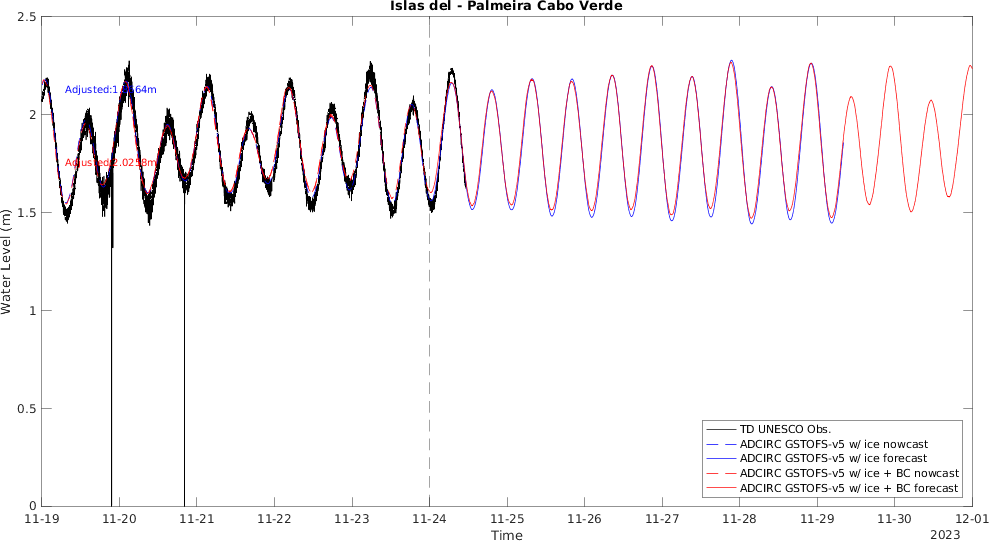 Islas del - Palmeira Cabo Verde
2.5
2
1.5
1
0.5
0
Water Level (m)
Adjusted:2.0258m
11-19
11-20
11-21
11-22
11-23
11-24
11-25
11-26
11-27
11-28
11-29
11-30
12-01
Time
2023
TD UNESCO Obs.
ADCIRC GSTOFS-v5 w/ ice nowcast
ADCIRC GSTOFS-v5 w/ ice forecast
ADCIRC GSTOFS-v5 w/ ice + BC nowcast
ADCIRC GSTOFS-v5 w/ ice + BC forecast